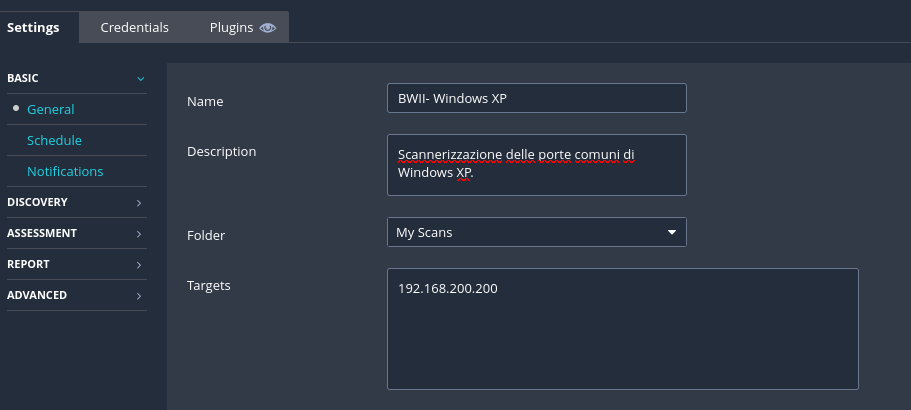 Settings Credentials Plugins
BASIC
General
Schedule
Notifications
DISCOVERY
ASSESSMENT
REPORT
ADVANCED
Name
BWII- Windows XP
Description
Scannerizzazione delle porte comuni di
Windows XP.
Folder
My Scans
Targets
192.168.200.200